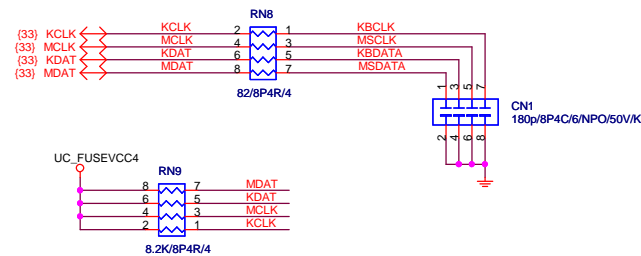 RN8
{33} KCLK KCLK 2 1 KBCLK
{33} MCLK MCLK 4 3 MSCLK
{33} KDAT KDAT 6 5 KBDATA
{33} MDAT MDAT 8 7 MSDATA
82/8P4R/4
1 3 5 7
CN1
180p/8P4C/6/NPO/50V/K
2 4 6 8
UC_FUSEVCC4
RN9
8 7 MDAT
6 5 KDAT
4 3 MCLK
2 1 KCLK
8.2K/8P4R/4